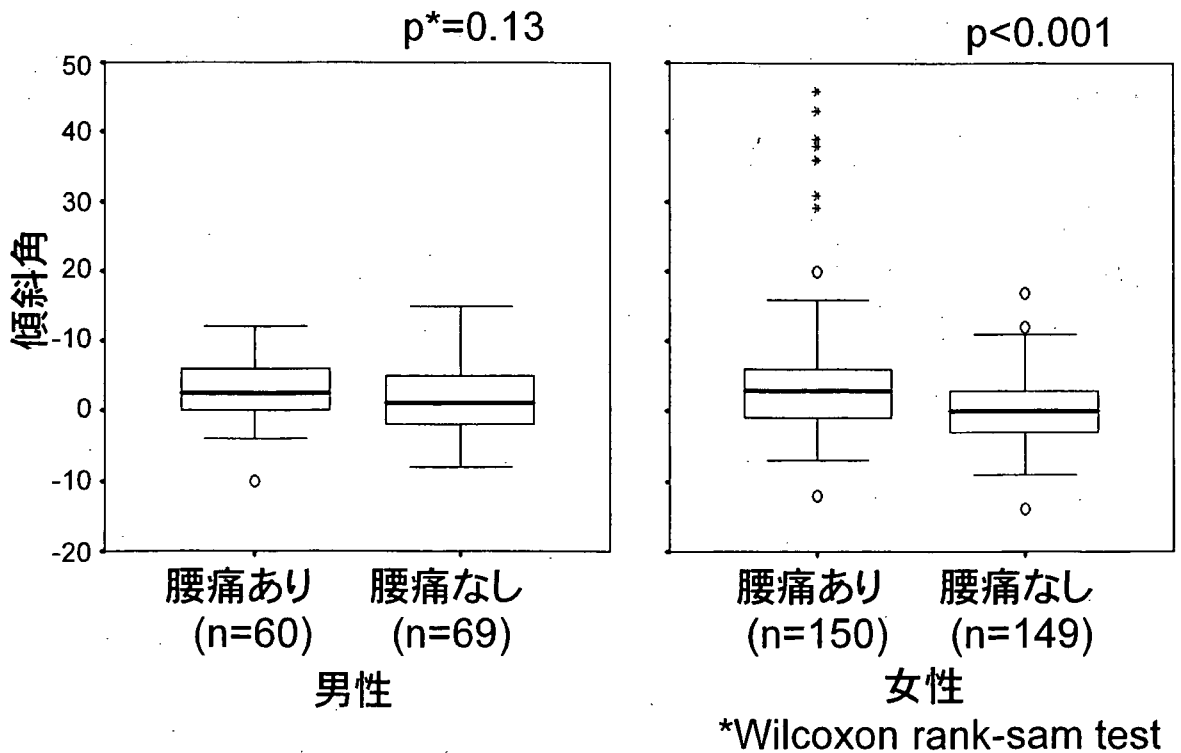 p*=0.13
p<0.001
50
40
30
20
-10
0
-10
-20
傾斜角
腰痛あり
(n=60)
腰痛なし
(n=69)
男性
腰痛あり
(n=150)
腰痛なし
(n=149)
女性
*Wilcoxon rank-sam test